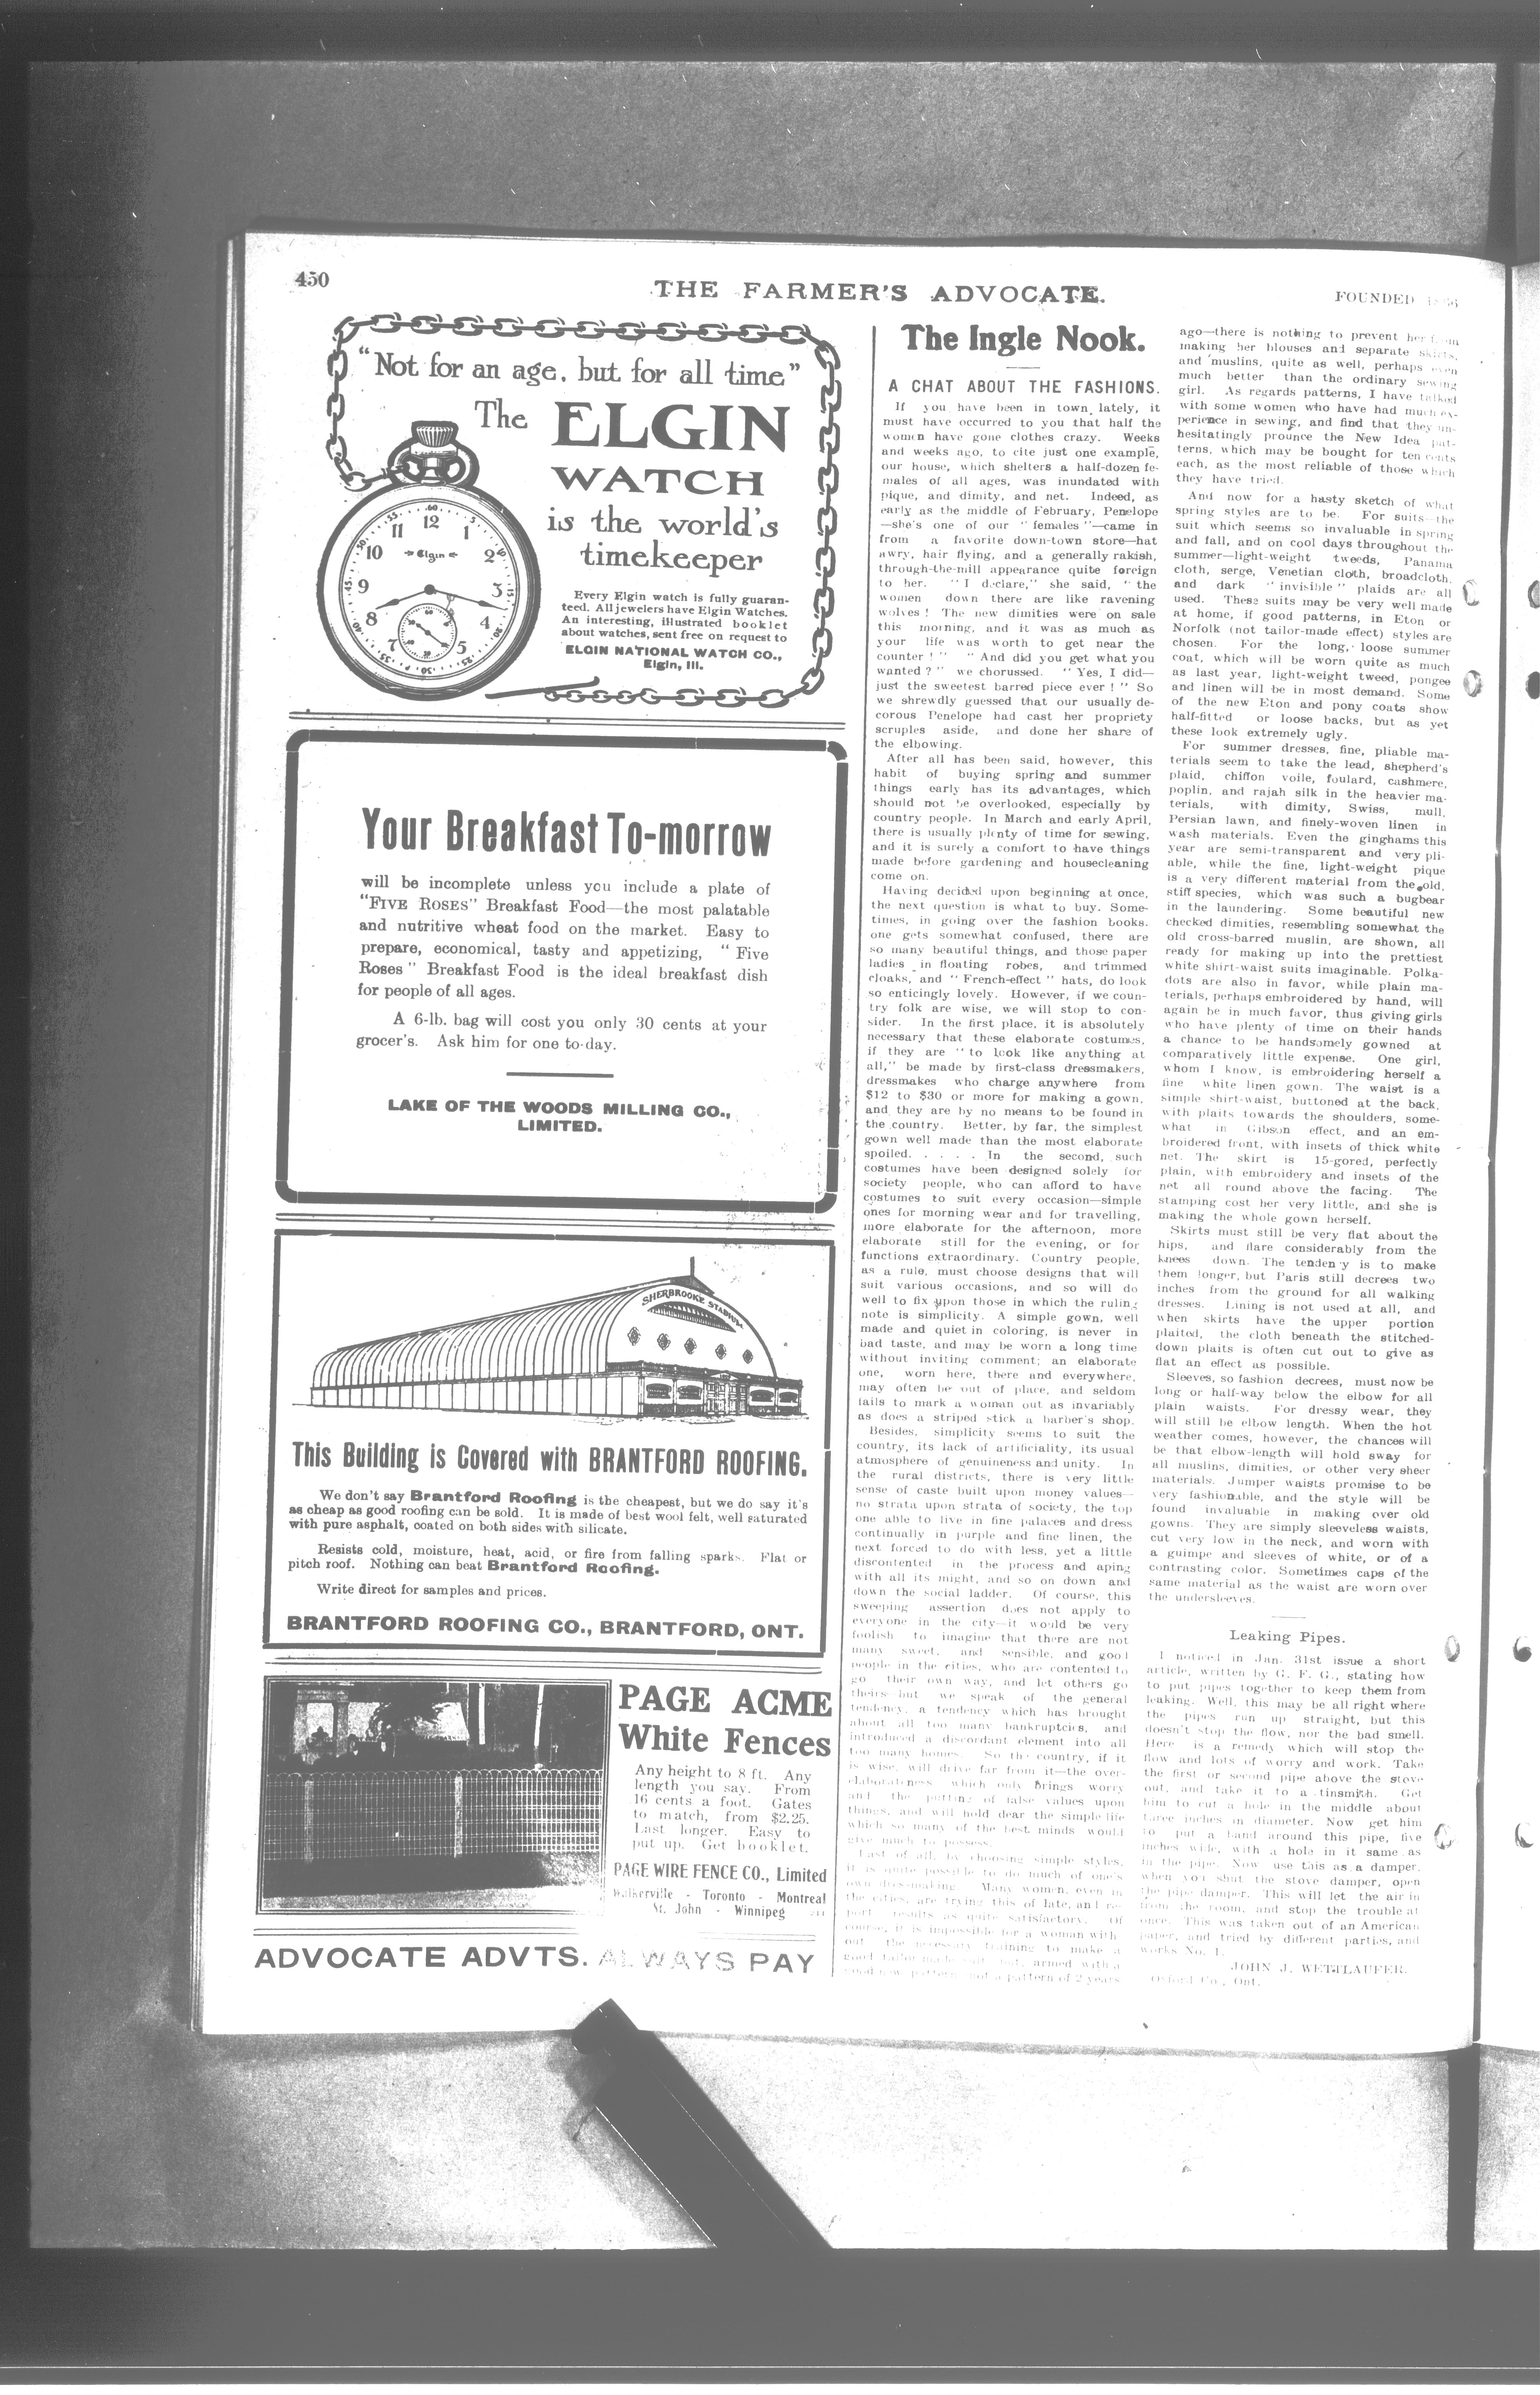 450
THE FARMER'S ADVOCATE.
FOUNDED
"Not for an age, but for all time"
The ELGIN
WATCH
is the world's
timekeeper
Every Elgin watch is fully guaran-
teed. All jewelers have Elgin Watches.
An interesting, illustrated booklet
about watches, sent free on request to
ELGIN NATIONAL WATCH CO.,
Elgin, Ill.
Elgin
Your Breakfast To-morrow
will be incomplete unless you include a plate of
"FIVE ROSES" Breakfast Food—the most palatable
and nutritive wheat food on the market. Easy to
prepare, economical, tasty and appetizing, "Five
Roses" Breakfast Food is the ideal breakfast dish
for people of all ages.
A 6-lb. bag will cost you only 30 cents at your
grocer's. Ask him for one to-day.
LAKE OF THE WOODS MILLING CO.,
LIMITED.
SHERBROOKE STADIUM
This Building is Covered with BRANTFORD ROOFING.
We don't say Brantford Roofing is the cheapest, but we do say it's
as cheap as good roofing can be sold. It is made of best wool felt, well saturated
with pure asphalt, coated on both sides with silicate.
Resists cold, moisture, heat, acid, or fire from falling sparks. Flat or
pitch roof. Nothing can beat Brantford Roofing.
Write direct for samples and prices.
BRANTFORD ROOFING CO., BRANTFORD, ONT.
PAGE ACME
White Fences
Any height to 8 ft. Any
length you say. From
16 cents a foot. Gates
to match, from $2.25.
Last longer. Easy to
put up. Get booklet.
PAGE WIRE FENCE CO., Limited
Walkerville - Toronto - Montreal
St. John - Winnipeg
ADVOCATE ADVTS. ALWAYS PAY
The Ingle Nook.
A CHAT ABOUT THE FASHIONS.
If you have been in town lately, it
must have occurred to you that half the
women have gone clothes crazy. Weeks
and weeks ago, to cite just one example,
our house, which shelters a half-dozen fe-
males of all ages, was inundated with
pique, and dimity, and net. Indeed, as
early as the middle of February, Penelope
—she's one of our "females"—came in
from a favorite down-town store—hat
awry, hair flying, and a generally rakish,
through-the-mill appearance quite foreign
to her. "I declare," she said, "the
women down there are like ravening
wolves! The new dimities were on sale
this morning, and it was as much as
your life was worth to get near the
counter!" "And did you get what you
wanted?" we chorussed. "Yes, I did—
just the sweetest barred piece ever!" So
we shrewdly guessed that our usually de-
corous Penelope had cast her propriety
scruples aside, and done her share of
the elbowing.
After all has been said, however, this
habit of buying spring and summer
things early has its advantages, which
should not be overlooked, especially by
country people. In March and early April,
there is usually plenty of time for sewing,
and it is surely a comfort to have things
made before gardening and housecleaning
come on.
Having decided upon beginning at once,
the next question is what to buy. Some-
times, in going over the fashion books,
one gets somewhat confused, there are
so many beautiful things, and those paper
ladies in floating robes, and trimmed
cloaks, and "French-effect" hats, do look
so enticingly lovely. However, if we coun-
try folk are wise, we will stop to con-
sider. In the first place, it is absolutely
necessary that these elaborate costumes,
if they are "to look like anything at
all," be made by first-class dressmakers,
dressmakes who charge anywhere from
$12 to $30 or more for making a gown,
and they are by no means to be found in
the country. Better, by far, the simplest
gown well made than the most elaborate
spoiled. . . . . In the second, such
costumes have been designed solely for
society people, who can afford to have
costumes to suit every occasion—simple
ones for morning wear and for travelling,
more elaborate for the afternoon, more
elaborate still for the evening, or for
functions extraordinary. Country people,
as a rule, must choose designs that will
suit various occasions, and so will do
well to fix upon those in which the ruling
note is simplicity. A simple gown, well
made and quiet in coloring, is never in
bad taste, and may be worn a long time
without inviting comment; an elaborate
one, worn here, there and everywhere,
may often be out of place, and seldom
fails to mark a woman out as invariably
as does a striped stick a barber's shop.
Besides, simplicity seems to suit the
country, its lack of artificiality, its usual
atmosphere of genuineness and unity. In
the rural districts, there is very little
sense of caste built upon money values—
no strata upon strata of society, the top
one able to live in fine palaces and dress
continually in purple and fine linen, the
next forced to do with less, yet a little
discontented in the process and aping
with all its might, and so on down and
down the social ladder. Of course, this
sweeping assertion does not apply to
everyone in the city—it would be very
foolish to imagine that there are not
many sweet, and sensible, and good
people in the cities, who are contented to
go their own way, and let others go
theirs—but we speak of the general
tendency, a tendency which has brought
about all too many bankruptcies, and
introduced a discordant element into all
too many homes. So the country, if it
is wise, will drive far from it—the over-
elaborateness which only brings worry
and the putting of false values upon
things, and will hold dear the simple life
which so many of the best minds would
give much to possess.
Last of all, by choosing simple styles,
it is quite possible to do much of one's
own dressmaking. Many women, even in
the cities, are trying this of late, and re-
port results as quite satisfactory. Of
course, it is impossible for a woman with
out the necessary training to make a
good tailor-made suit, but, armed with a
good new pattern, not a pattern of 2 years
ago—there is nothing to prevent her from
making her blouses and separate skirts,
and muslins, quite as well, perhaps even
much better than the ordinary sewing
girl. As regards patterns, I have talked
with some women who have had much ex-
perience in sewing, and find that they un-
hesitatingly prounce the New Idea pat-
terns, which may be bought for ten cents
each, as the most reliable of those which
they have tried.
And now for a hasty sketch of what
spring styles are to be. For suits—the
suit which seems so invaluable in spring
and fall, and on cool days throughout the
summer—light-weight tweeds, Panama
cloth, serge, Venetian cloth, broadcloth,
and dark "invisible" plaids are all
used. These suits may be very well made
at home, if good patterns, in Eton or
Norfolk (not tailor-made effect) styles are
chosen. For the long, loose summer
coat, which will be worn quite as much
as last year, light-weight tweed, pongee
and linen will be in most demand. Some
of the new Eton and pony coats show
half-fitted or loose backs, but as yet
these look extremely ugly.
For summer dresses, fine, pliable ma-
terials seem to take the lead, shepherd's
plaid, chiffon voile, foulard, cashmere,
poplin, and rajah silk in the heavier ma-
terials, with dimity, Swiss, mull,
Persian lawn, and finely-woven linen in
wash materials. Even the ginghams this
year are semi-transparent and very pli-
able, while the fine, light-weight pique
is a very different material from the old,
stiff species, which was such a bugbear
in the laundering. Some beautiful new
checked dimities, resembling somewhat the
old cross-barred muslin, are shown, all
ready for making up into the prettiest
white shirt-waist suits imaginable. Polka-
dots are also in favor, while plain ma-
terials, perhaps embroidered by hand, will
again be in much favor, thus giving girls
who have plenty of time on their hands
a chance to be handsomely gowned at
comparatively little expense. One girl,
whom I know, is embroidering herself a
fine white linen gown. The waist is a
simple shirt-waist, buttoned at the back,
with plaits towards the shoulders, some-
what in Gibson effect, and an em-
broidered front, with insets of thick white
net. The skirt is 15-gored, perfectly
plain, with embroidery and insets of the
net all round above the facing. The
stamping cost her very little, and she is
making the whole gown herself.
Skirts must still be very flat about the
hips, and flare considerably from the
knees down. The tenden y is to make
them longer, but Paris still decrees two
inches from the ground for all walking
dresses. Lining is not used at all, and
when skirts have the upper portion
plaited, the cloth beneath the stitched-
down plaits is often cut out to give as
flat an effect as possible.
Sleeves, so fashion decrees, must now be
long or half-way below the elbow for all
plain waists. For dressy wear, they
will still be elbow length. When the hot
weather comes, however, the chances will
be that elbow-length will hold sway for
all muslins, dimities, or other very sheer
materials. Jumper waists promise to be
very fashionable, and the style will be
found invaluable in making over old
gowns. They are simply sleeveless waists,
cut very low in the neck, and worn with
a guimpe and sleeves of white, or of a
contrasting color. Sometimes caps of the
same material as the waist are worn over
the undersleeves.
Leaking Pipes.
I noticed in Jan. 31st issue a short
article, written by G. F. G., stating how
to put pipes together to keep them from
leaking. Well, this may be all right where
the pipes run up straight, but this
doesn't stop the flow, nor the bad smell.
Here is a remedy which will stop the
flow and lots of worry and work. Take
the first or second pipe above the stove
out, and take it to a tinsmith. Get
him to cut a hole in the middle about
three inches in diameter. Now get him
to put a band around this pipe, five
inches wide, with a hole in it same as
in the pipe. Now use this as a damper,
when you shut the stove damper, open
the pipe damper. This will let the air in
from the room, and stop the trouble at
once. This was taken out of an American
paper, and tried by different parties, and
works No. 1.
JOHN J. WETTLAUFER.
Oxford Co., Ont.